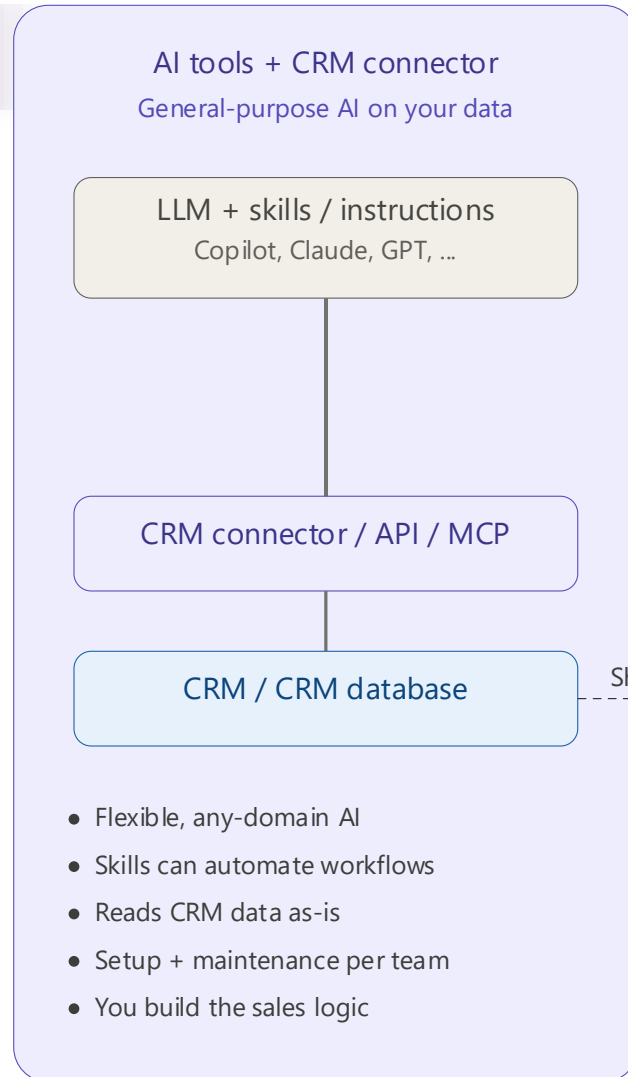 AI tools + CRM connector
General-purpose AI on your data
LLM + skills / instructions
Copilot, Claude, GPT, ...
CRM connector / API / MCP
CRM / CRM database
● Flexible, any-domain AI
● Skills can automate workflows
● Reads CRM data as-is
● Setup + maintenance per team
● You build the sales logic